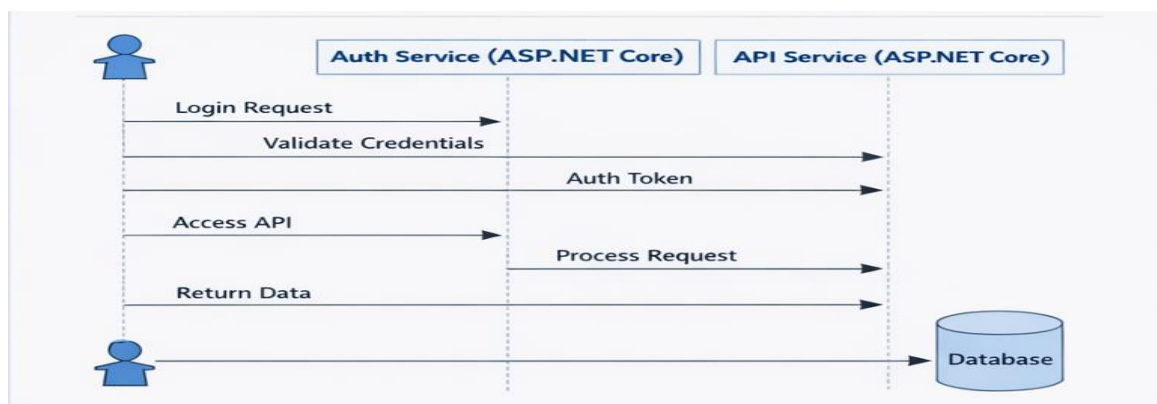 Auth Service (ASP.NET Core)
API Service (ASP.NET Core)
Login Request
Validate Credentials
Auth Token
Access API
Process Request
Return Data
Database